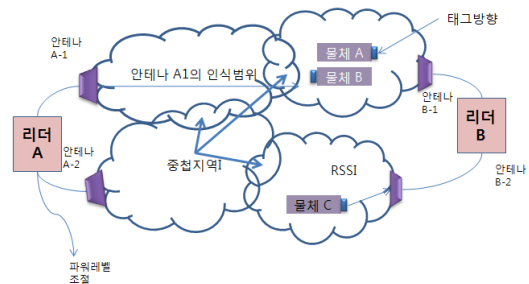 안테나
A-1
태그방향
물체 A
안테나 A1의 인식범위
물체 B
안테나
B-1
리더
A
리더
B
안테나
A-2
중첩지역I
RSSI
안테나
B-2
물체 C
파워레벨
조절